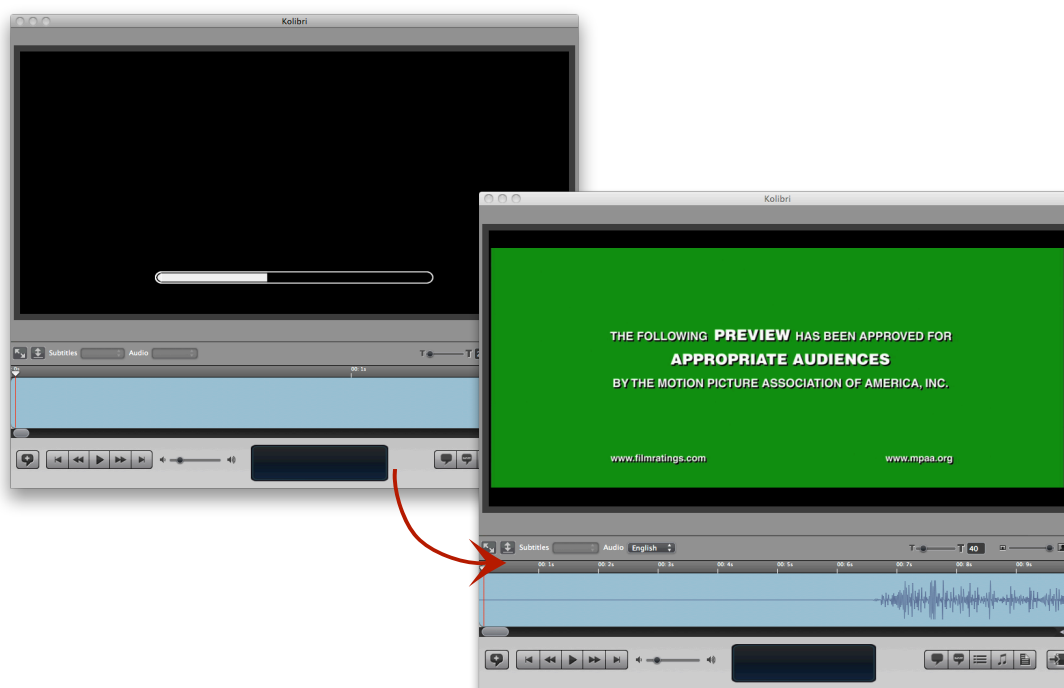 Kolibri
Subtitles Audio
0s 00: 1s
Kolibri
THE FOLLOWING PREVIEW HAS BEEN APPROVED FOR
APPROPRIATE AUDIENCES
BY THE MOTION PICTURE ASSOCIATION OF AMERICA, INC.
www.filmratings.com www.mpaa.org
Subtitles Audio English T T 40
00: 1s 00: 2s 00: 3s 00: 4s 00: 5s 00: 6s 00: 7s 00: 8s 00: 9s